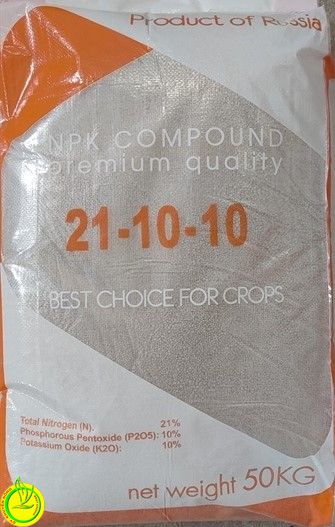 Product of Russia
NPK COMPOUND
premium quality
21-10-10
BEST CHOICE FOR CROPS
Total Nitrogen (N): 21%
Phosphorous Pentoxide (P2O5): 10%
Potassium Oxide (K2O): 10%
net weight 50KG